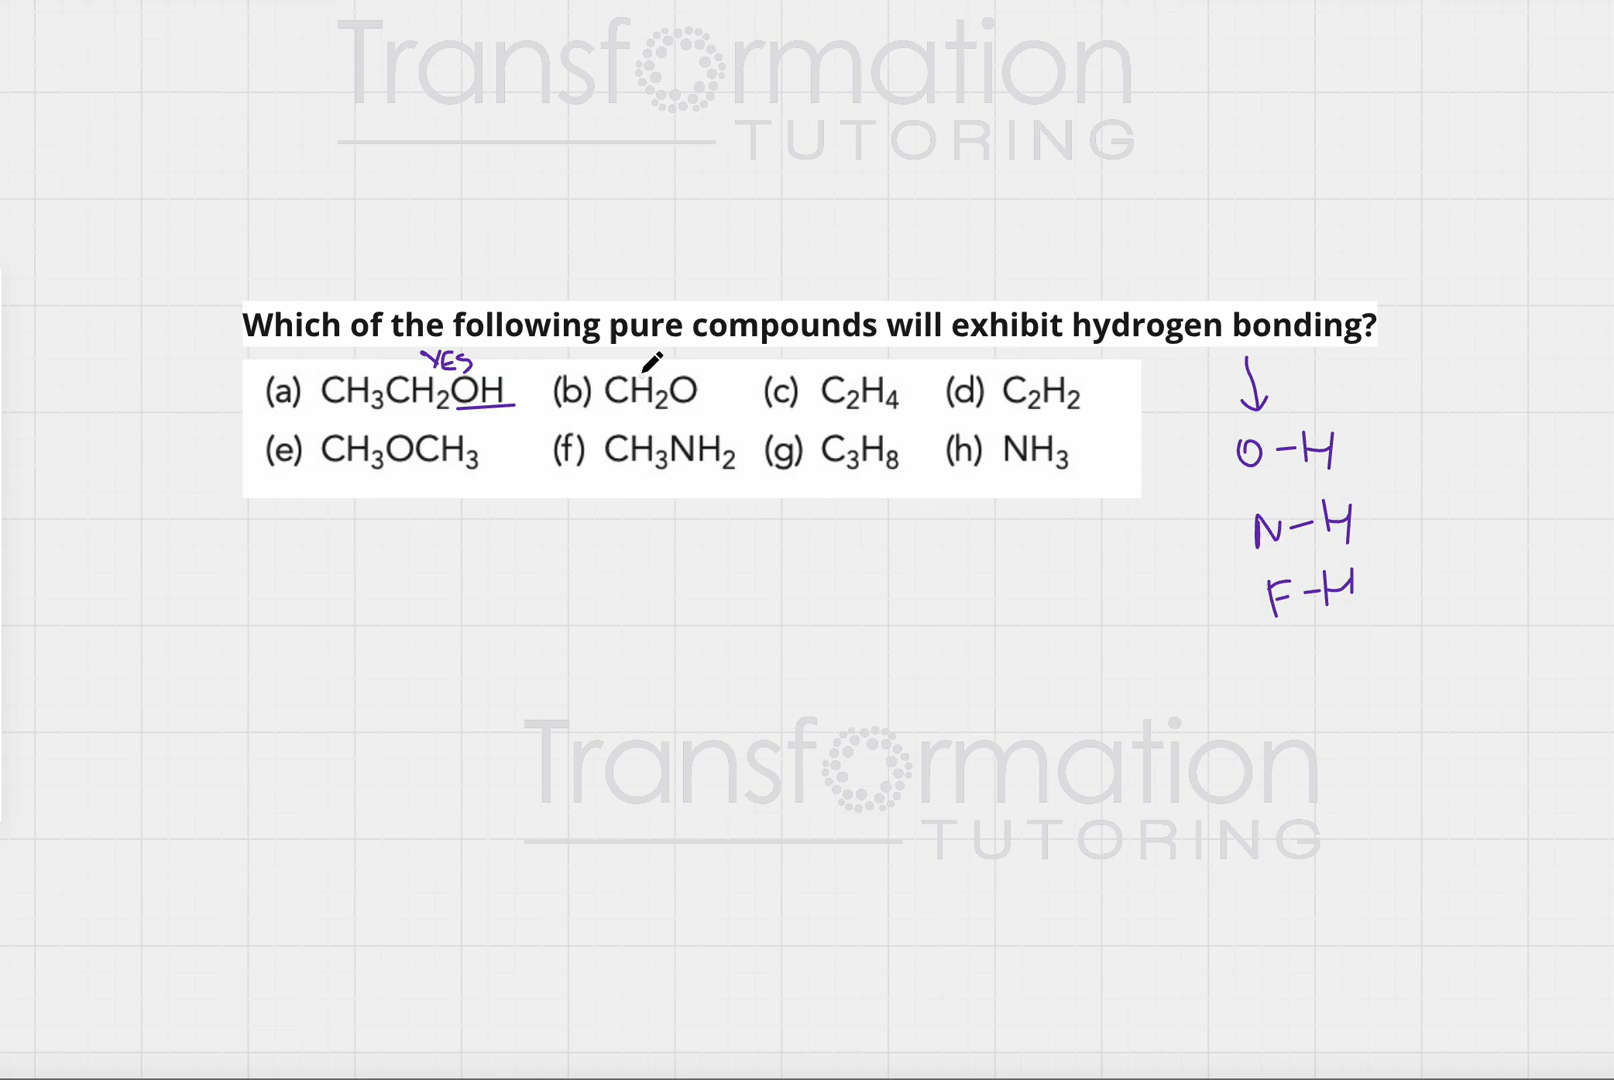 Transformation
TUTORING
Which of the following pure compounds will exhibit hydrogen bonding?
YES
(a) CH₃CH₂OH (b) CH₂O (c) C₂H₄ (d) C₂H₂
(e) CH₃OCH₃ (f) CH₃NH₂ (g) C₃H₈ (h) NH₃
O-H
N-H
F-H
Transformation
TUTORING